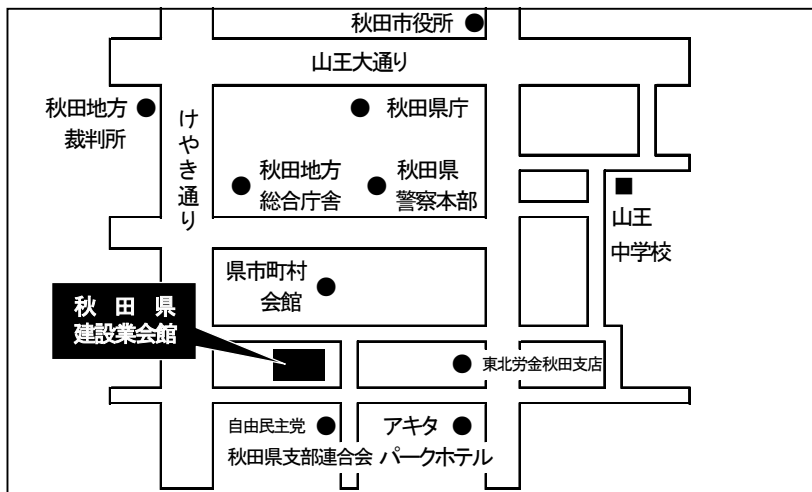 秋田市役所
山王大通り
秋田地方
裁判所
けやき通り
秋田県庁
秋田地方
総合庁舎
秋田県
警察本部
山王
中学校
県市町村
会館
秋田県
建設業会館
東北労金秋田支店
自由民主党
秋田県支部連合会
アキタ
パークホテル